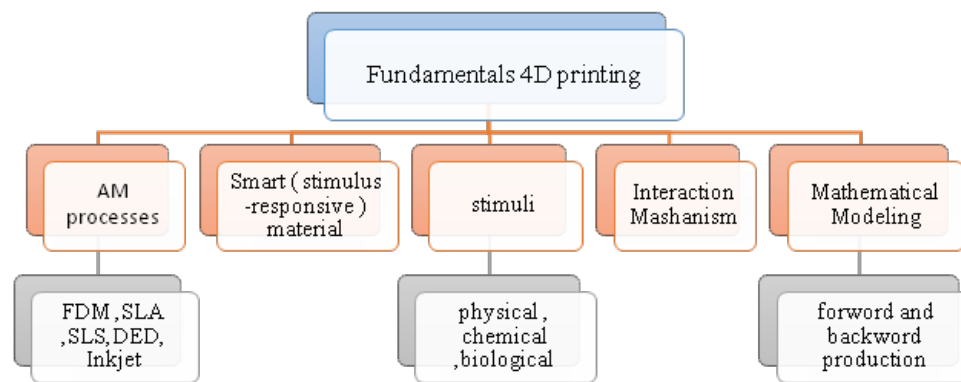 Fundamentals 4D printing
AM
processes
Smart ( stimulus
-responsive )
material
stimuli
Interaction
Mashanism
Mathematical
Modeling
FDM ,SLA
,SLS,DED,
Inkjet
physical ,
chemical
,biological
forword and
backword
production